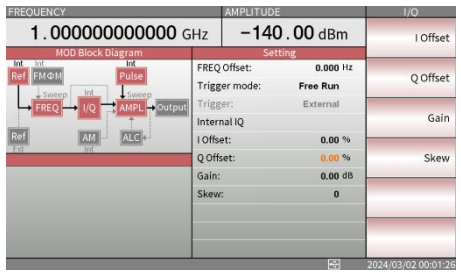 FREQUENCY
AMPLITUDE
I/O
1.000000000000 GHz
-140.00 dBm
MOD Block Diagram
Int Int Int
Ref FMΦM Pulse
Sweep Int Sweep
FREQ I/Q AMPL Output
Ref AM ALC
Ext Int
Setting
FREQ Offset: 0.000 Hz
Trigger mode: Free Run
Trigger: External
Internal IQ
I Offset: 0.00 %
Q Offset: 0.00 %
Gain: 0.00 dB
Skew: 0
I Offset
Q Offset
Gain
Skew
2024/03/02 00:01:26